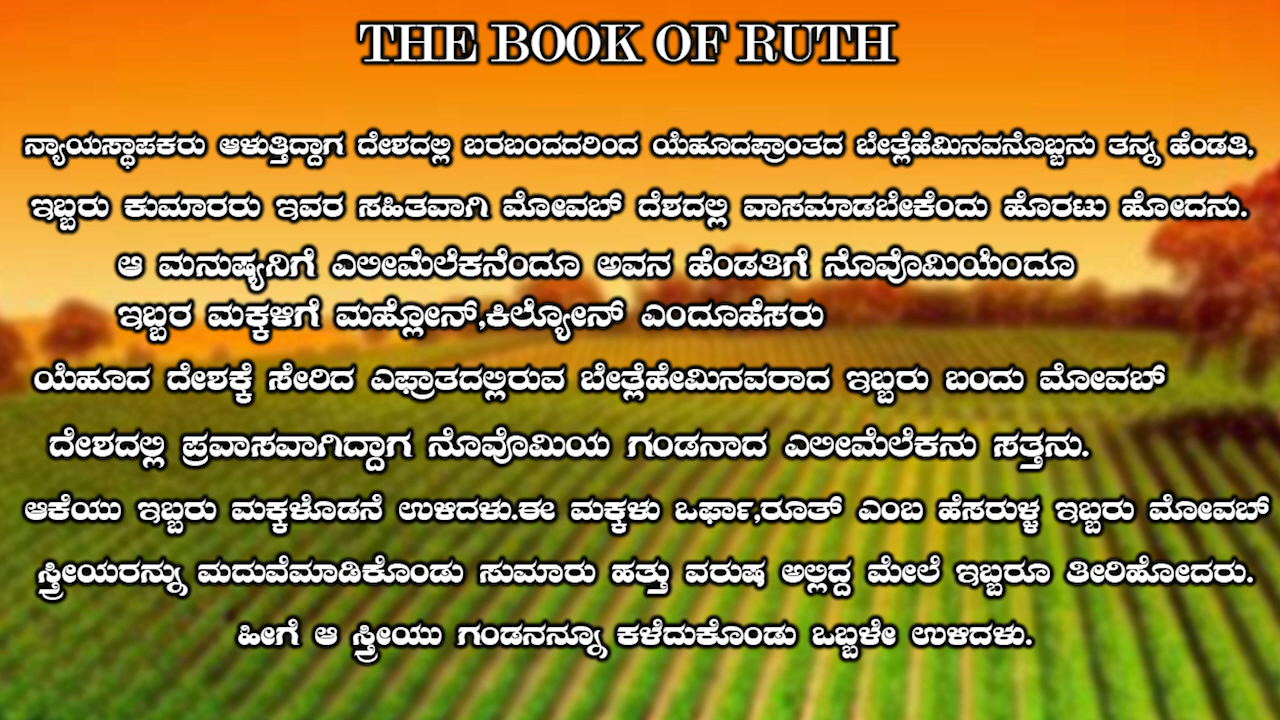 THE BOOK OF RUTH
ನ್ಯಾಯಸ್ಥಾಪಕರು ಆಳುತ್ತಿದ್ದಾಗ ದೇಶದಲ್ಲಿ ಬರಬಂದದರಿಂದ ಯೆಹೂದಪ್ರಾಂತದ ಬೇತ್ಲೆಹೆಮಿನವನೊಬ್ಬನು ತನ್ನ ಹೆಂಡತಿ,
ಇಬ್ಬರು ಕುಮಾರರು ಇವರ ಸಹಿತವಾಗಿ ಮೋವಬ್ ದೆಶದಲ್ಲಿ ವಾಸಮಾಡಬೇಕೆಂದು ಹೊರಟು ಹೋದನು.
ಆ ಮನುಷ್ಯನಿಗೆ ಎಲೀಮೆಲೆಕನೆಂದೂ ಅವನ ಹೆಂಡತಿಗೆ ನೊವೊಮಿಯೆಂದೂ
ಇಬ್ಬರ ಮಕ್ಕಳಿಗೆ ಮಹ್ಲೋನ್,ಕಿಲ್ಯೋನ್ ಎಂದೂಹೆಸರು
ಯೆಹೂದ ದೇಶಕ್ಕೆ ಸೇರಿದ ಎಫ್ರಾತದಲ್ಲಿರುವ ಬೇತ್ಲೆಹೇಮಿನವರಾದ ಇಬ್ಬರು ಬಂದು ಮೋವಬ್
ದೇಶದಲ್ಲಿ ಪ್ರವಾಸವಾಗಿದ್ದಾಗ ನೊವೊಮಿಯ ಗಂಡನಾದ ಎಲೀಮೆಲೆಕನು ಸತ್ತನು.
ಆಕೆಯು ಇಬ್ಬರು ಮಕ್ಕಳೊಡನೆ ಉಳಿದಳು.ಈ ಮಕ್ಕಳು ಒರ್ಫಾ,ರೂತ್ ಎಂಬ ಹೆಸರುಳ್ಳ ಇಬ್ಬರು ಮೋವಬ್
ಸ್ತ್ರೀಯರನ್ನು ಮದುವೆಮಾಡಿಕೊಂಡು ಸುಮಾರು ಹತ್ತು ವರುಷ ಅಲ್ಲಿದ್ದ ಮೇಲೆ ಇಬ್ಬರೂ ತೀರಿಹೋದರು.
ಹೀಗೆ ಆ ಸ್ತ್ರೀಯು ಗಂಡನನ್ನೂ ಕಳೆದುಕೊಂಡು ಒಬ್ಬಳೇ ಉಳಿದಳು.